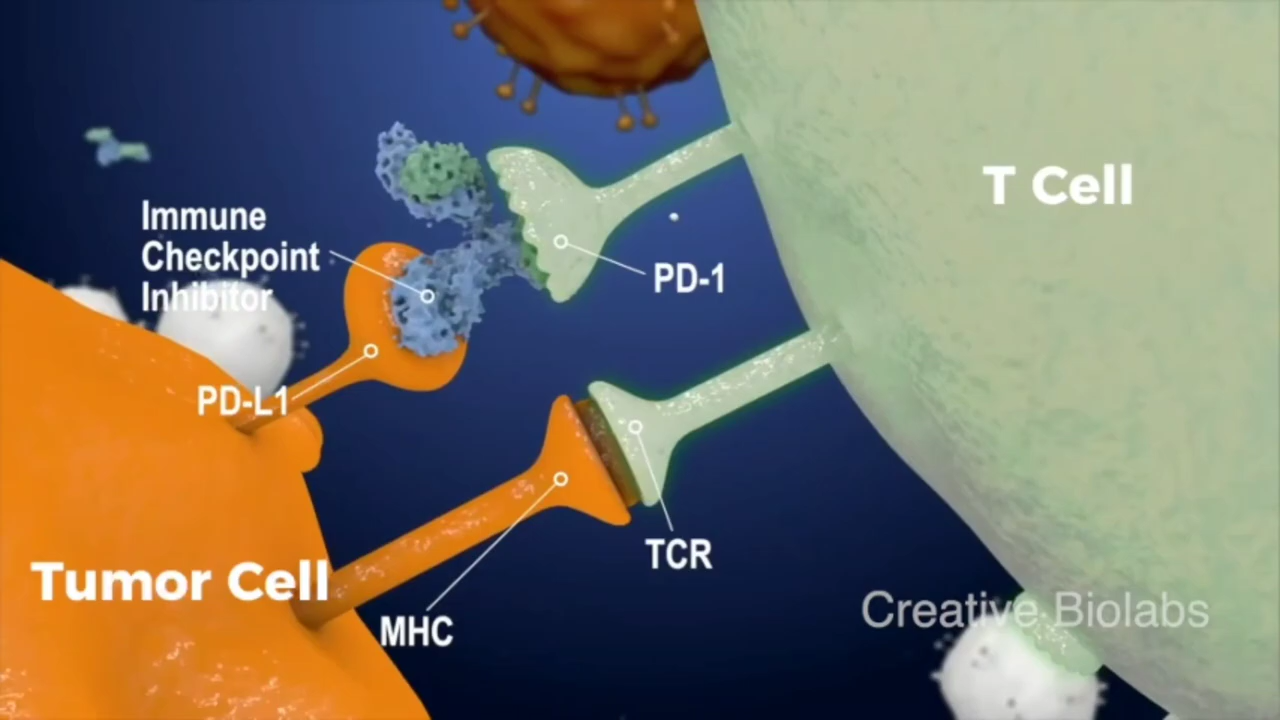 T Cell
Immune
Checkpoint
Inhibitor
PD-1
PD-L1
TCR
Tumor Cell
MHC
Creative Biolabs